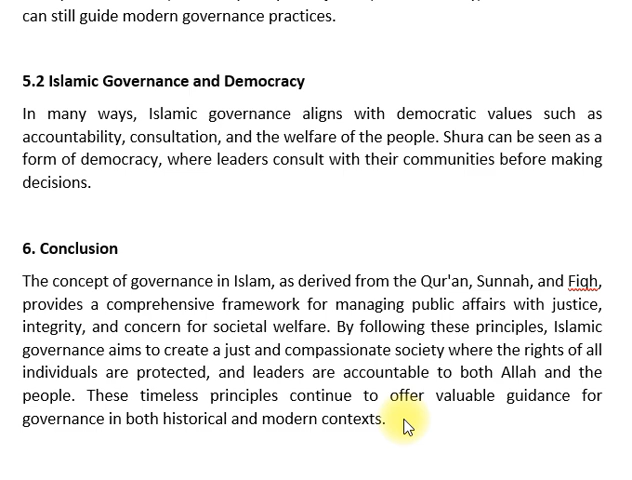 can still guide modern governance practices.
5.2 Islamic Governance and Democracy
In many ways, Islamic governance aligns with democratic values such as
accountability, consultation, and the welfare of the people. Shura can be seen as a
form of democracy, where leaders consult with their communities before making
decisions.
6. Conclusion
The concept of governance in Islam, as derived from the Qur'an, Sunnah, and Fiqh,
provides a comprehensive framework for managing public affairs with justice,
integrity, and concern for societal welfare. By following these principles, Islamic
governance aims to create a just and compassionate society where the rights of all
individuals are protected, and leaders are accountable to both Allah and the
people. These timeless principles continue to offer valuable guidance for
governance in both historical and modern contexts.